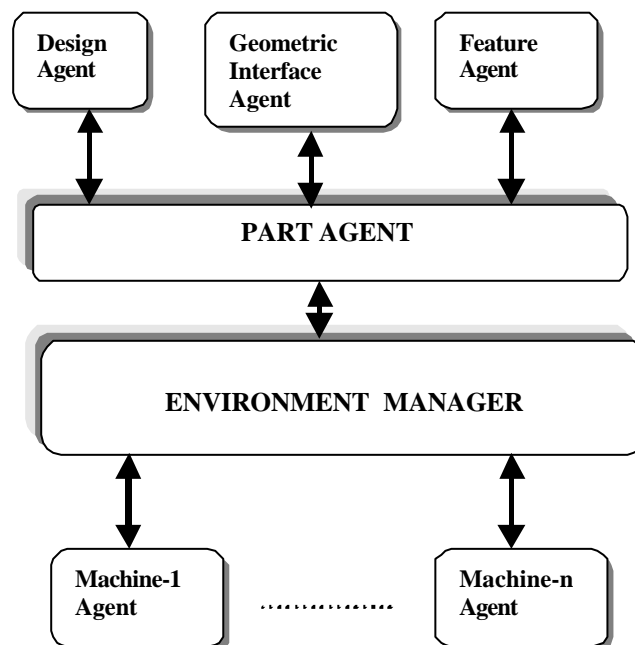 Design
Agent
Geometric
Interface
Agent
Feature
Agent
PART AGENT
ENVIRONMENT MANAGER
Machine-1
Agent
Machine-n
Agent